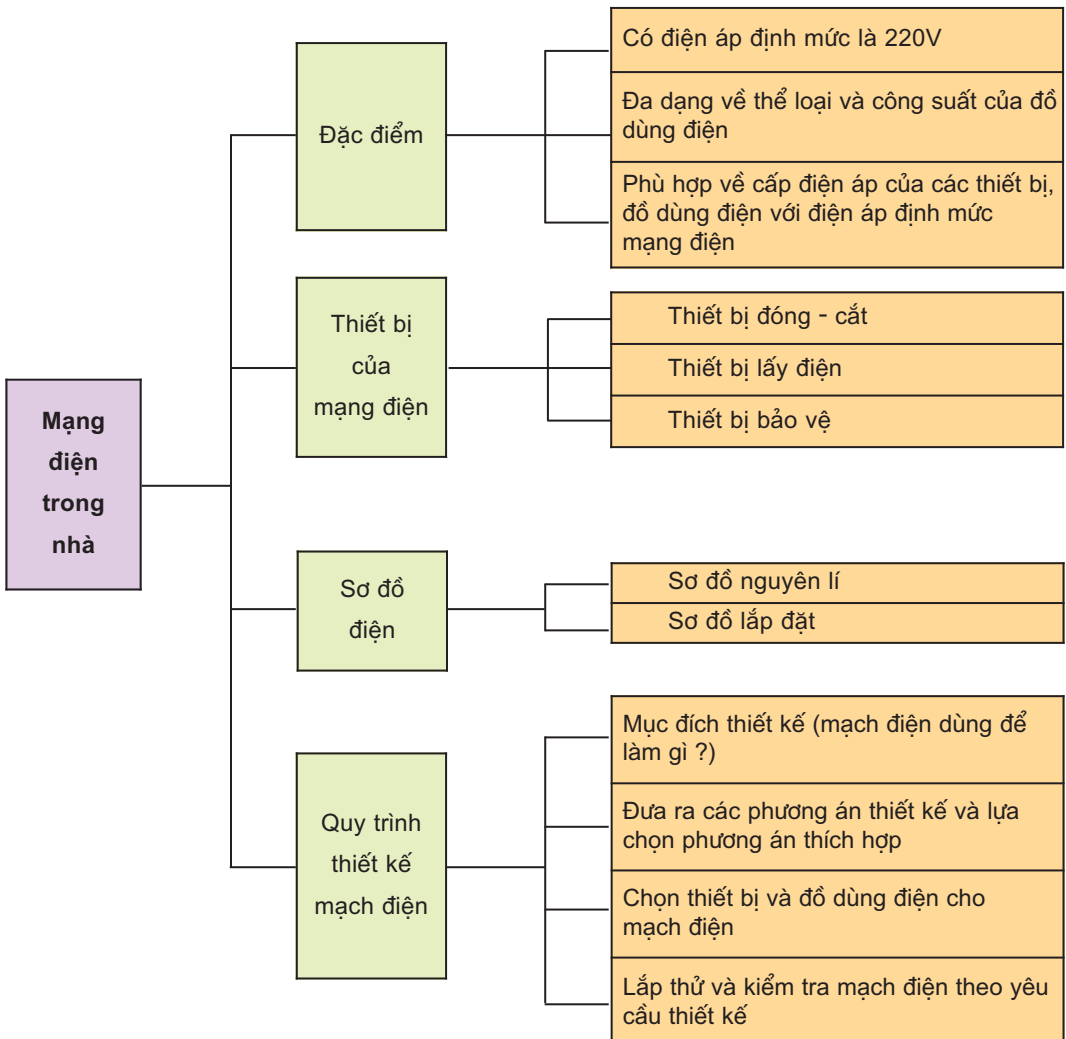 Mạng
điện
trong
nhà
Đặc điểm
Có điện áp định mức là 220V
Đa dạng về thể loại và công suất của đồ
dùng điện
Phù hợp về cấp điện áp của các thiết bị,
đồ dùng điện với điện áp định mức
mạng điện
Thiết bị
của
mạng điện
Thiết bị đóng - cắt
Thiết bị lấy điện
Thiết bị bảo vệ
Sơ đồ
điện
Sơ đồ nguyên lí
Sơ đồ lắp đặt
Quy trình
thiết kế
mạch điện
Mục đích thiết kế (mạch điện dùng để
làm gì ?)
Đưa ra các phương án thiết kế và lựa
chọn phương án thích hợp
Chọn thiết bị và đồ dùng điện cho
mạch điện
Lắp thử và kiểm tra mạch điện theo yêu
cầu thiết kế